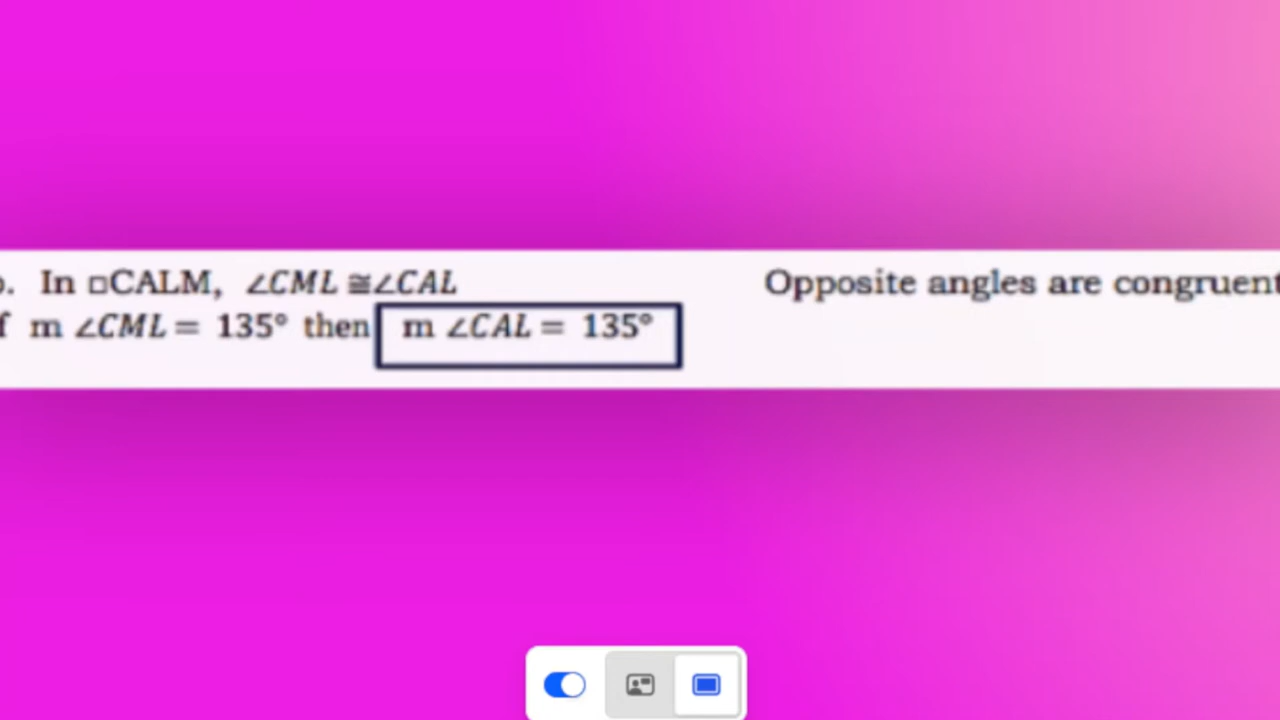 . In □CALM, ∠CML ≅∠CAL
Opposite angles are congruent
f m ∠CML = 135° then m ∠CAL = 135°